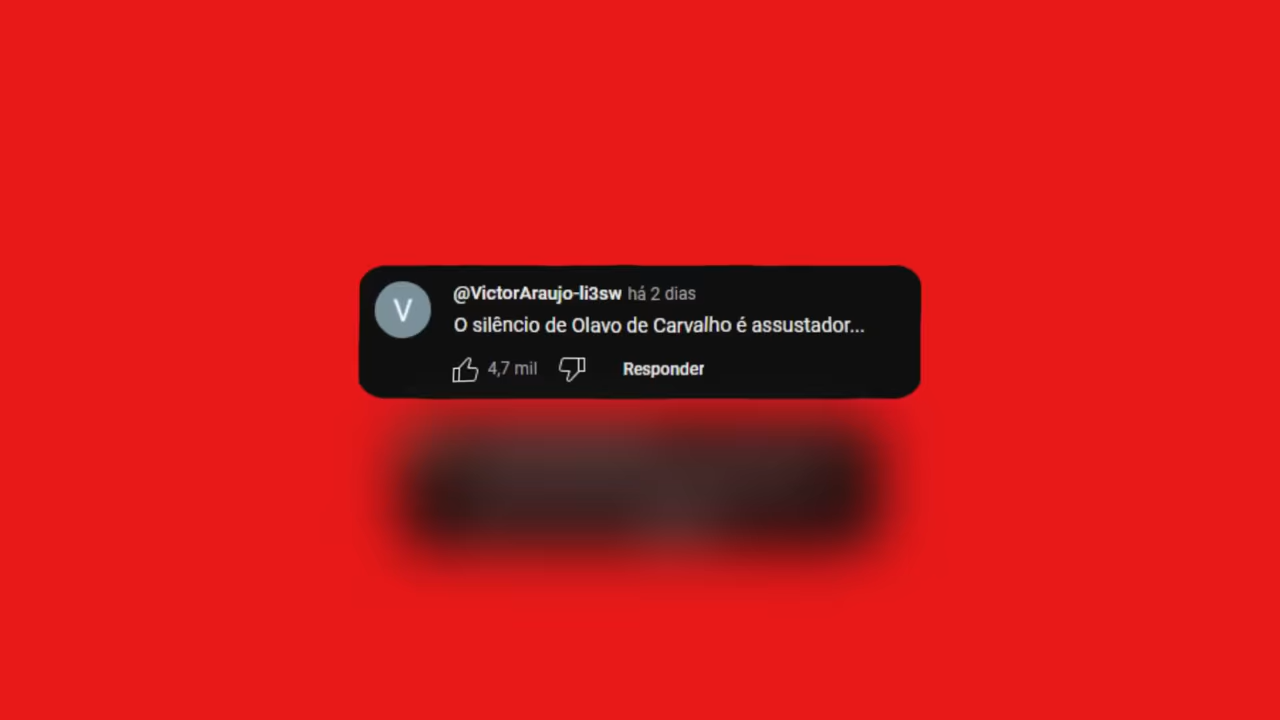 V
@VictorAraujo-li3sw há 2 dias
O silêncio de Olavo de Carvalho é assustador...
4,7 mil Responder